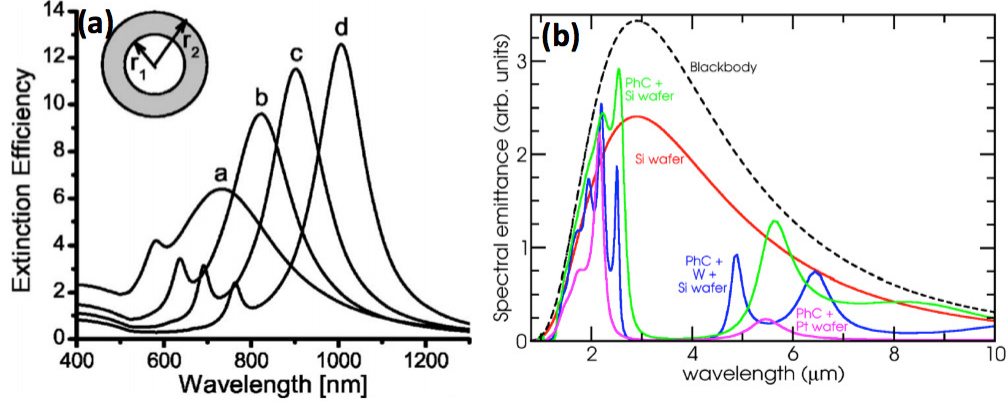 (a)
r1
r2
a
b
c
d
Extinction Efficiency
14
12
10
8
6
4
2
0
400
600
800
1000
1200
Wavelength [nm]
(b)
Spectral emittance (arb. units)
3
2
1
0
Blackbody
PhC +
Si wafer
Si wafer
PhC
+
W +
Si wafer
PhC +
Pt wafer
2
4
6
8
10
wavelength (μm)